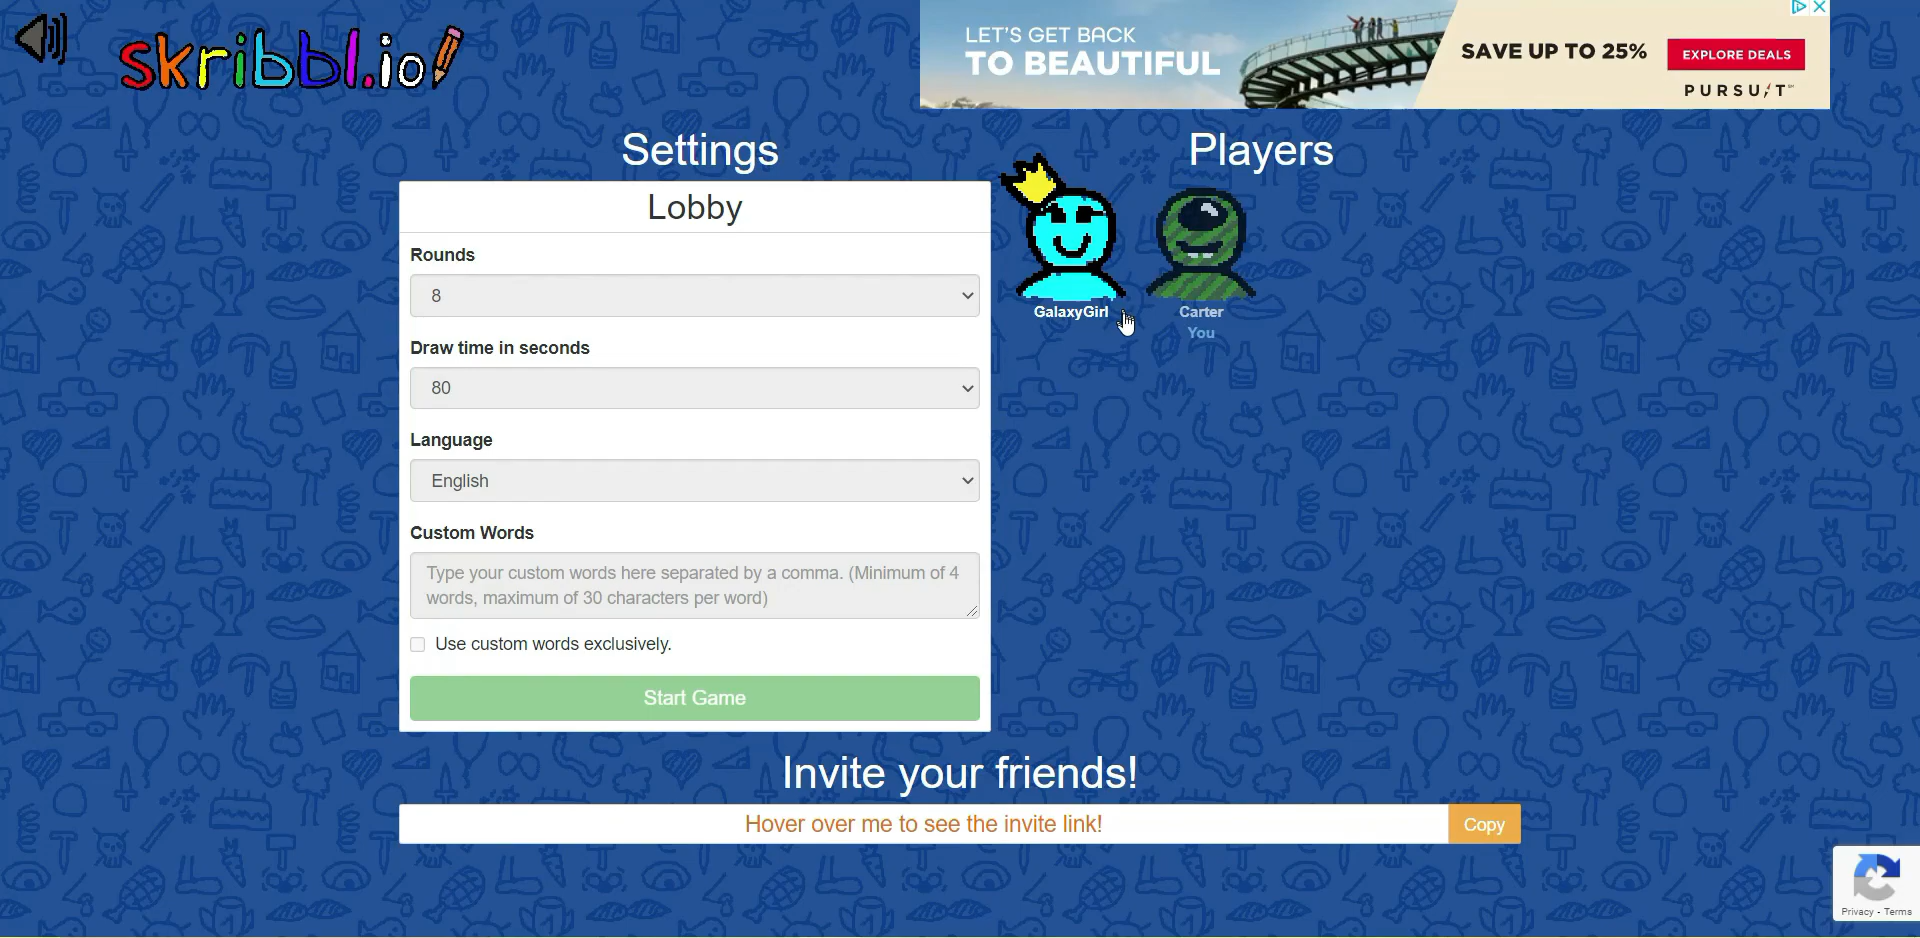 skribbl.io
LET'S GET BACK
TO BEAUTIFUL
SAVE UP TO 25%
EXPLORE DEALS
PURSUIT
Settings
Players
Lobby
Rounds
8
Draw time in seconds
80
Language
English
Custom Words
Type your custom words here separated by a comma. (Minimum of 4
words, maximum of 30 characters per word)
Use custom words exclusively.
Start Game
GalaxyGirl
Carter
You
Invite your friends!
Hover over me to see the invite link!
Copy
Privacy - Terms